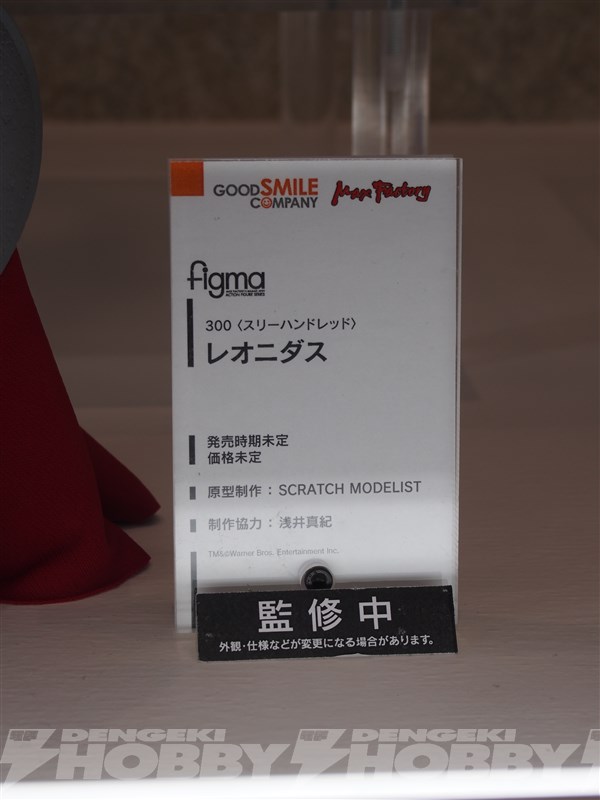 GOOD SMILE COMPANY
Max Factory
figma
300〈スリーハンドレッド〉
レオニダス
発売時期未定
価格未定
原型制作：SCRATCH MODELIST
制作協力：浅井真紀
TM&©Warner Bros. Entertainment Inc.
監修中
外観・仕様などが変更になる場合があります。
DENGEKI HOBBY
DENGEKI HOBBY